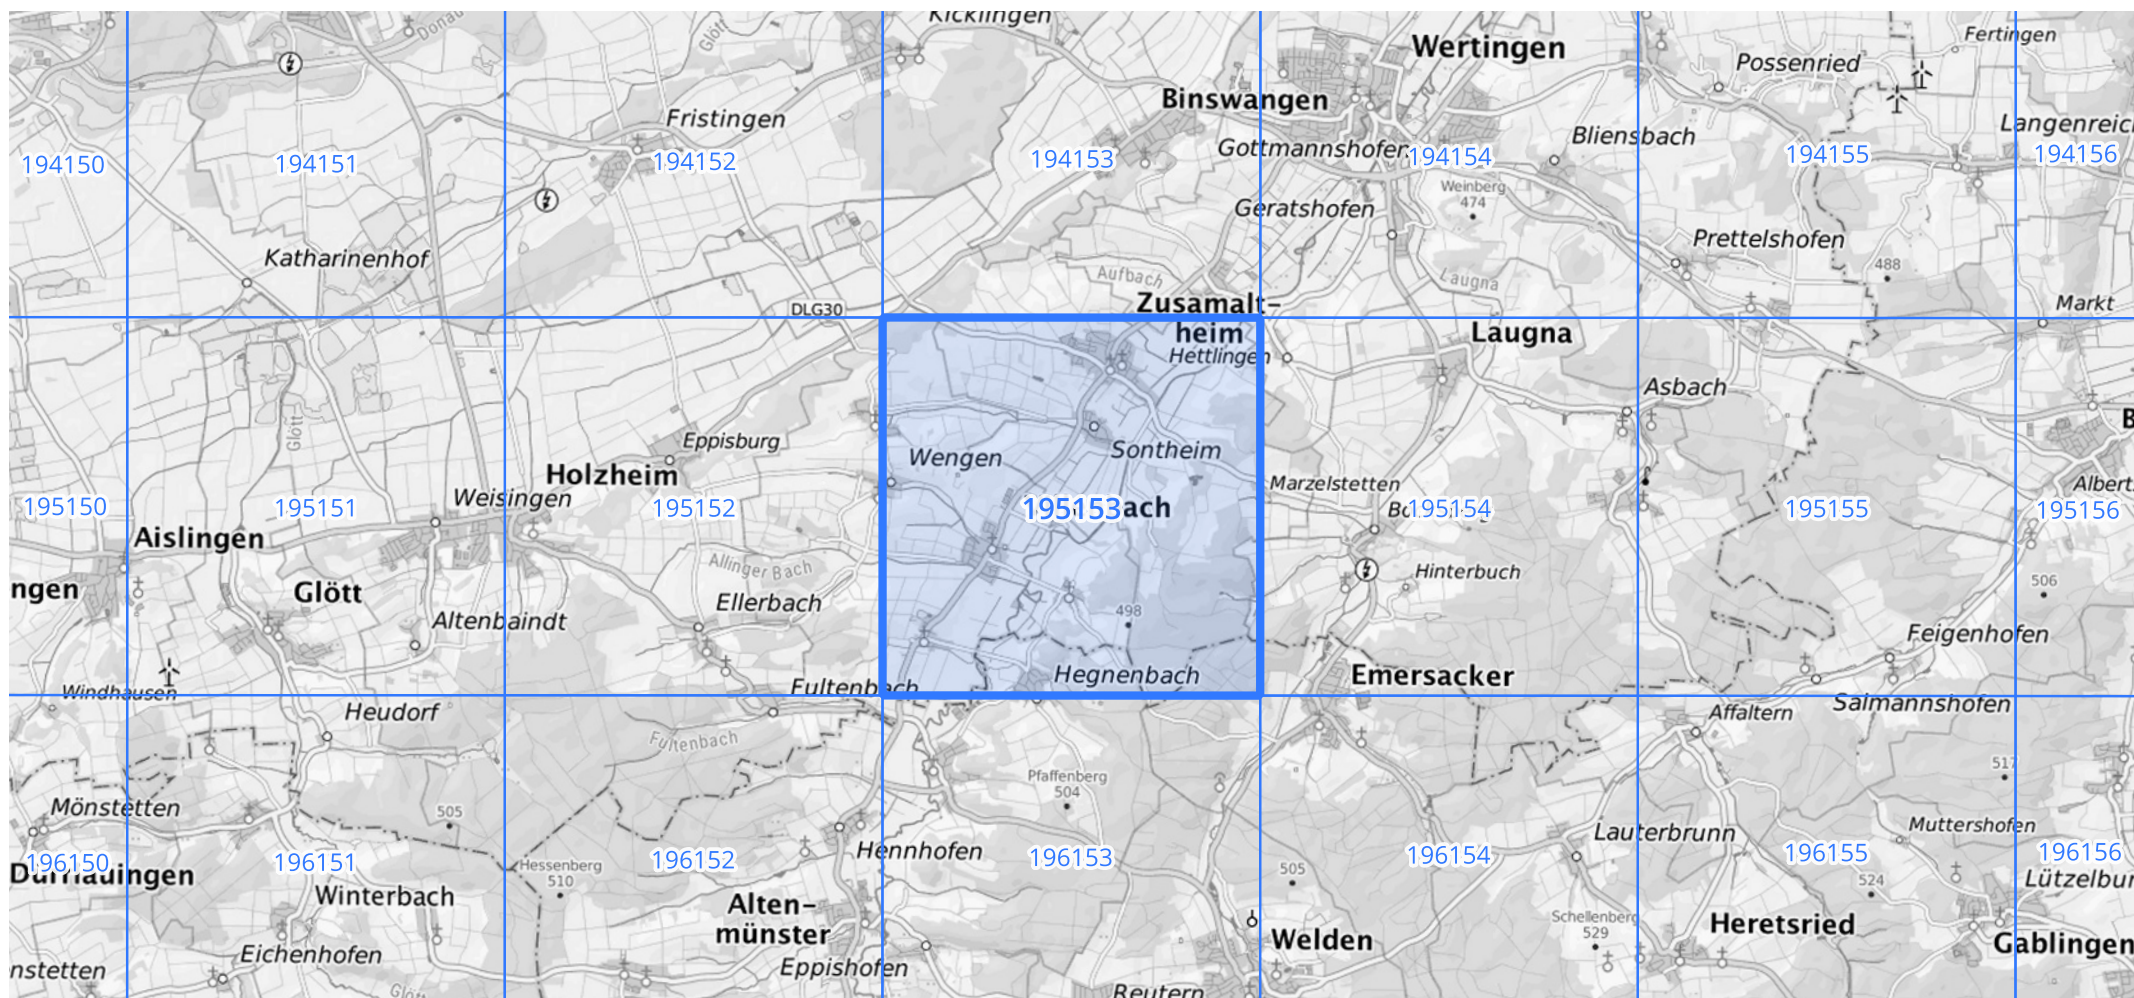 Donau
Glött
Kicklingen
Wertingen
Fertingen
Possenried
Binswangen
Fristingen
Langenreic
Bliensbach
Gottmannshofen
194150
194151
194152
194153
194154
194155
194156
Weinberg
474
Geratshofen
Prettelshofen
Katharinenhof
Aufbach
Laugna
488
Zusamalt-
heim
DLG30
Markt
Laugna
Hettlingen
Asbach
B
Glött
Eppisburg
Sontheim
Wengen
Holzheim
Weisingen
Marzelstetten
Albert
195150
195151
195152
195153
ach
Bo
195154
195155
195156
Aislingen
Allinger Bach
Hinterbuch
506
ngen
Glött
Ellerbach
498
Altenbaindt
Feigenhofen
Hegnenbach
Emersacker
Windhausen
Fultenbach
Salmannshofen
Heudorf
Affaltern
Fultenbach
Pfaffenberg
504
517
Mönstetten
505
Lauterbrunn
Muttershofen
Hennhofen
196150
196151
196152
196153
196154
196155
196156
Hessenberg
510
505
524
Lützelbur
Winterbach
Alten-
münster
Schellenberg
529
Heretsried
Welden
Gablingen
Eichenhofen
Eppishofen
nstetten
Glött
Reutern